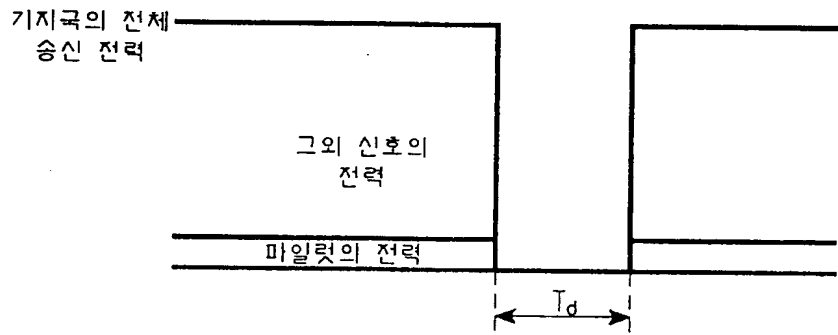 기지국의 전체
송신 전력
그외 신호의
전력
파일럿의 전력
Td